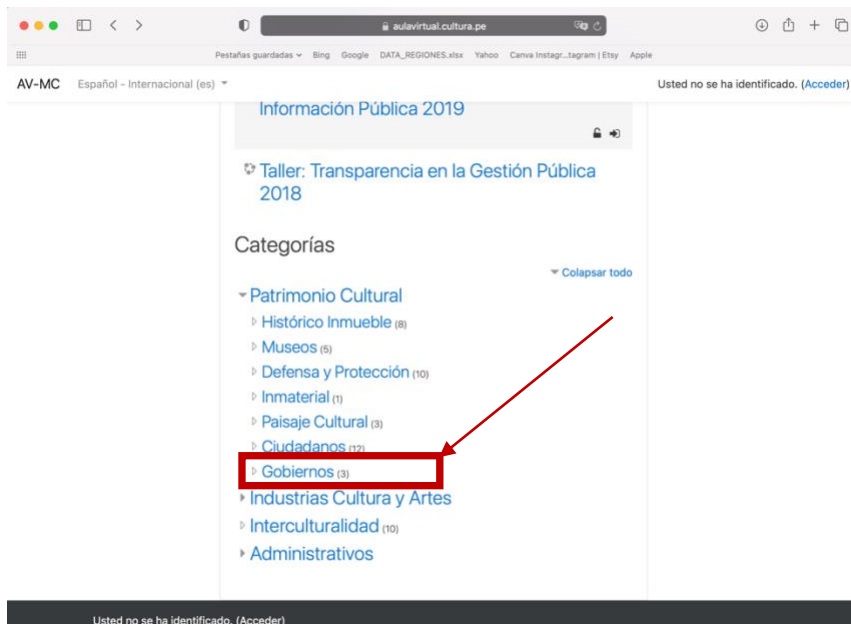 aulavirtual.cultura.pe
Pestañas guardadas Bing Google DATA_REGIONES.xlsx Yahoo Canva Instagr...tagram | Etsy Apple
AV-MC Español - Internacional (es) Usted no se ha identificado. (Acceder)
Información Pública 2019
Taller: Transparencia en la Gestión Pública
2018
Categorías
Colapsar todo
Patrimonio Cultural
Histórico Inmueble (8)
Museos (5)
Defensa y Protección (10)
Inmaterial (1)
Paisaje Cultural (3)
Ciudadanos (12)
Gobiernos (3)
Industrias Cultura y Artes
Interculturalidad (10)
Administrativos
Usted no se ha identificado. (Acceder)